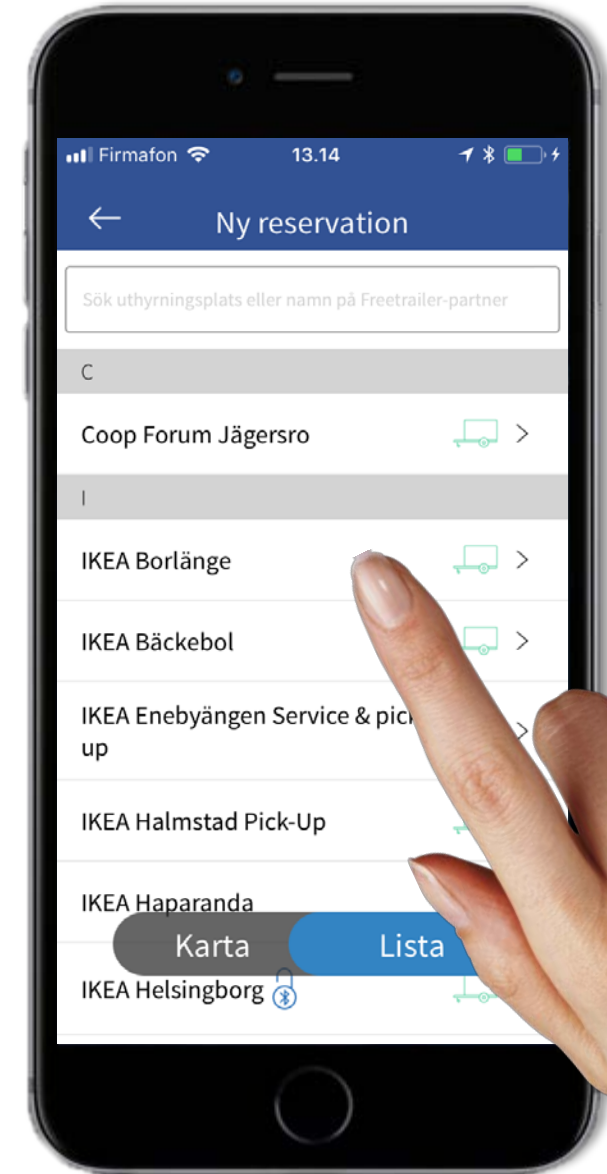 Firmafon 13.14
Ny reservation
Sök uthyrningsplats eller namn på Freetrailer-partner
C
Coop Forum Jägersro
I
IKEA Borlänge
IKEA Bäckebol
IKEA Enebyängen Service &
up
IKEA Halmstad Pick-Up
IKEA Haparanda
Karta Lista
IKEA Helsingborg